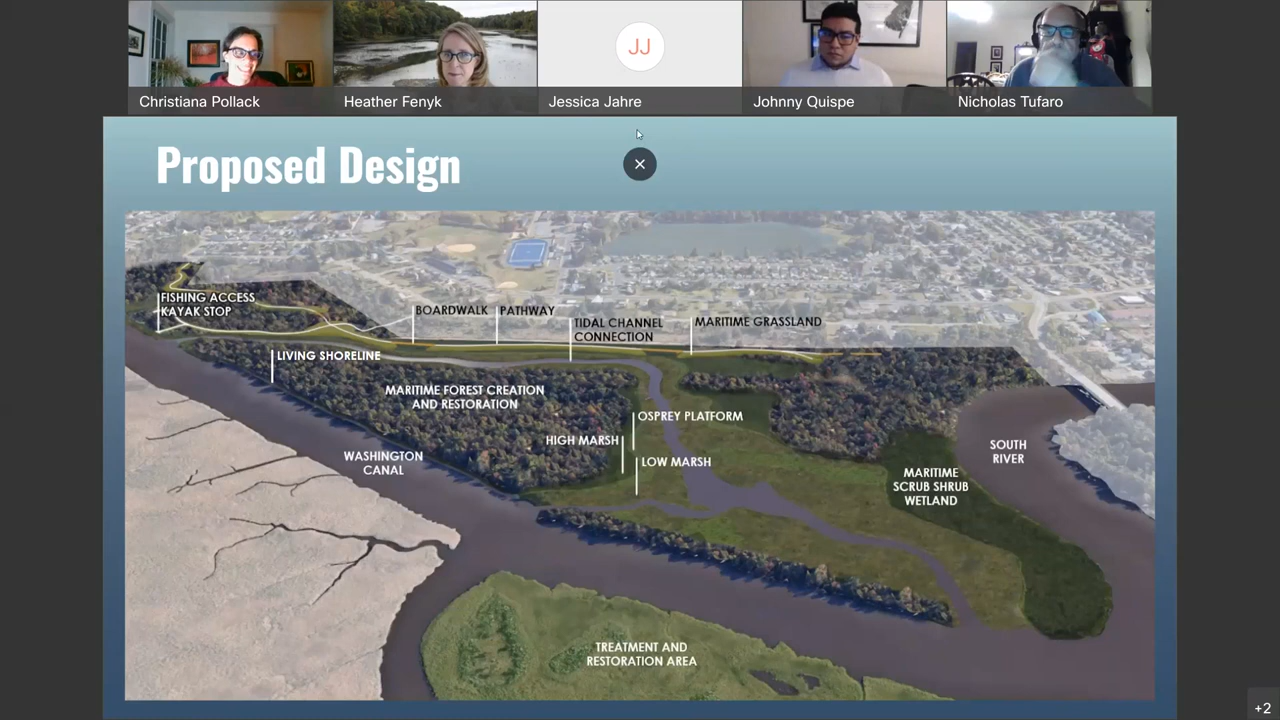 JJ
Christiana Pollack
Heather Fenyk
Jessica Jahre
Johnny Quispe
Nicholas Tufaro
Proposed Design
FISHING ACCESS
KAYAK STOP
BOARDWALK
PATHWAY
TIDAL CHANNEL
CONNECTION
MARITIME GRASSLAND
LIVING SHORELINE
MARITIME FOREST CREATION
AND RESTORATION
OSPREY PLATFORM
HIGH MARSH
LOW MARSH
WASHINGTON
CANAL
SOUTH
RIVER
MARITIME
SCRUB SHRUB
WETLAND
TREATMENT AND
RESTORATION AREA
+2